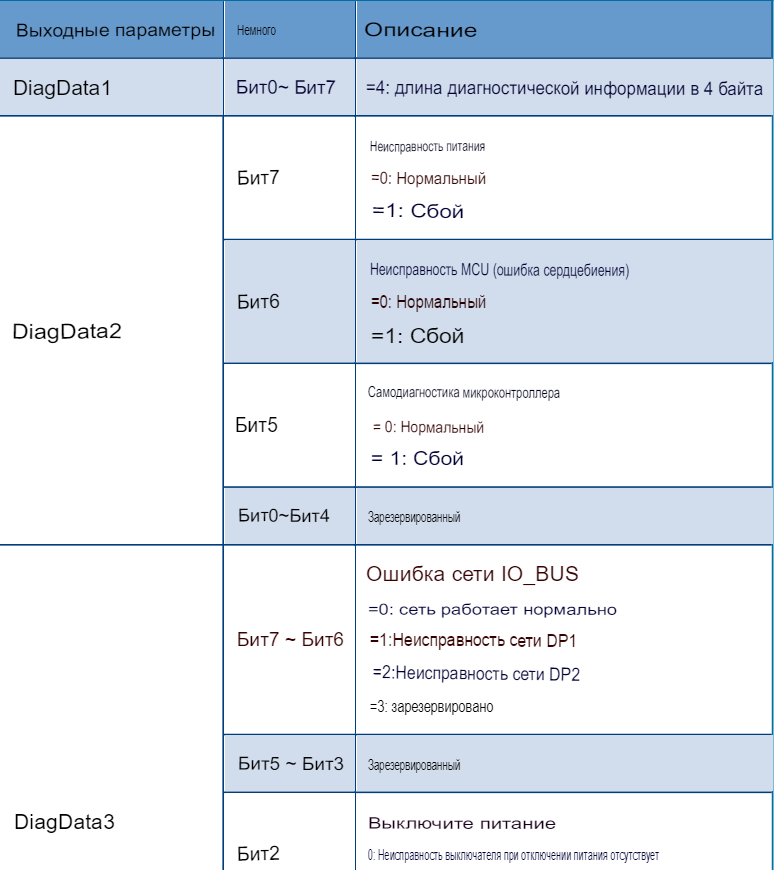 Выходные параметры Немного Описание
DiagData1 Бит0~ Бит7 =4: длина диагностической информации в 4 байта
DiagData2
Бит7
Неисправность питания
=0: Нормальный
=1: Сбой
Бит6
Неисправность MCU (ошибка сердцебиения)
=0: Нормальный
=1: Сбой
Бит5
Самодиагностика микроконтроллера
= 0: Нормальный
= 1: Сбой
Бит0~Бит4 Зарезервированный
DiagData3
Бит7 ~ Бит6
Ошибка сети IO_BUS
=0: сеть работает нормально
=1:Неисправность сети DP1
=2:Неисправность сети DP2
=3: зарезервировано
Бит5 ~ Бит3 Зарезервированный
Бит2
Выключите питание
0: Неисправность выключателя при отключении питания отсутствует